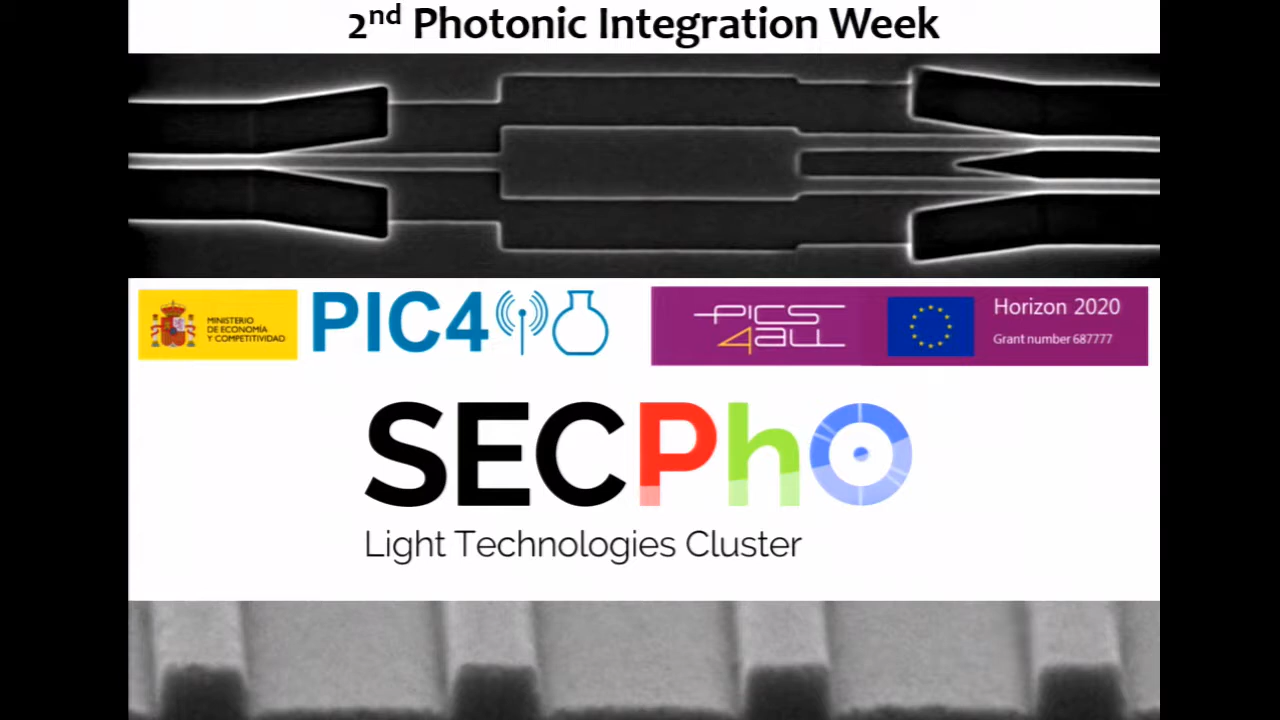 2nd Photonic Integration Week
MINISTERIO
DE ECONOMÍA
Y COMPETITIVIDAD
PIC4
PICS
4ALL
Horizon 2020
Grant number 687777
SECPhO
Light Technologies Cluster